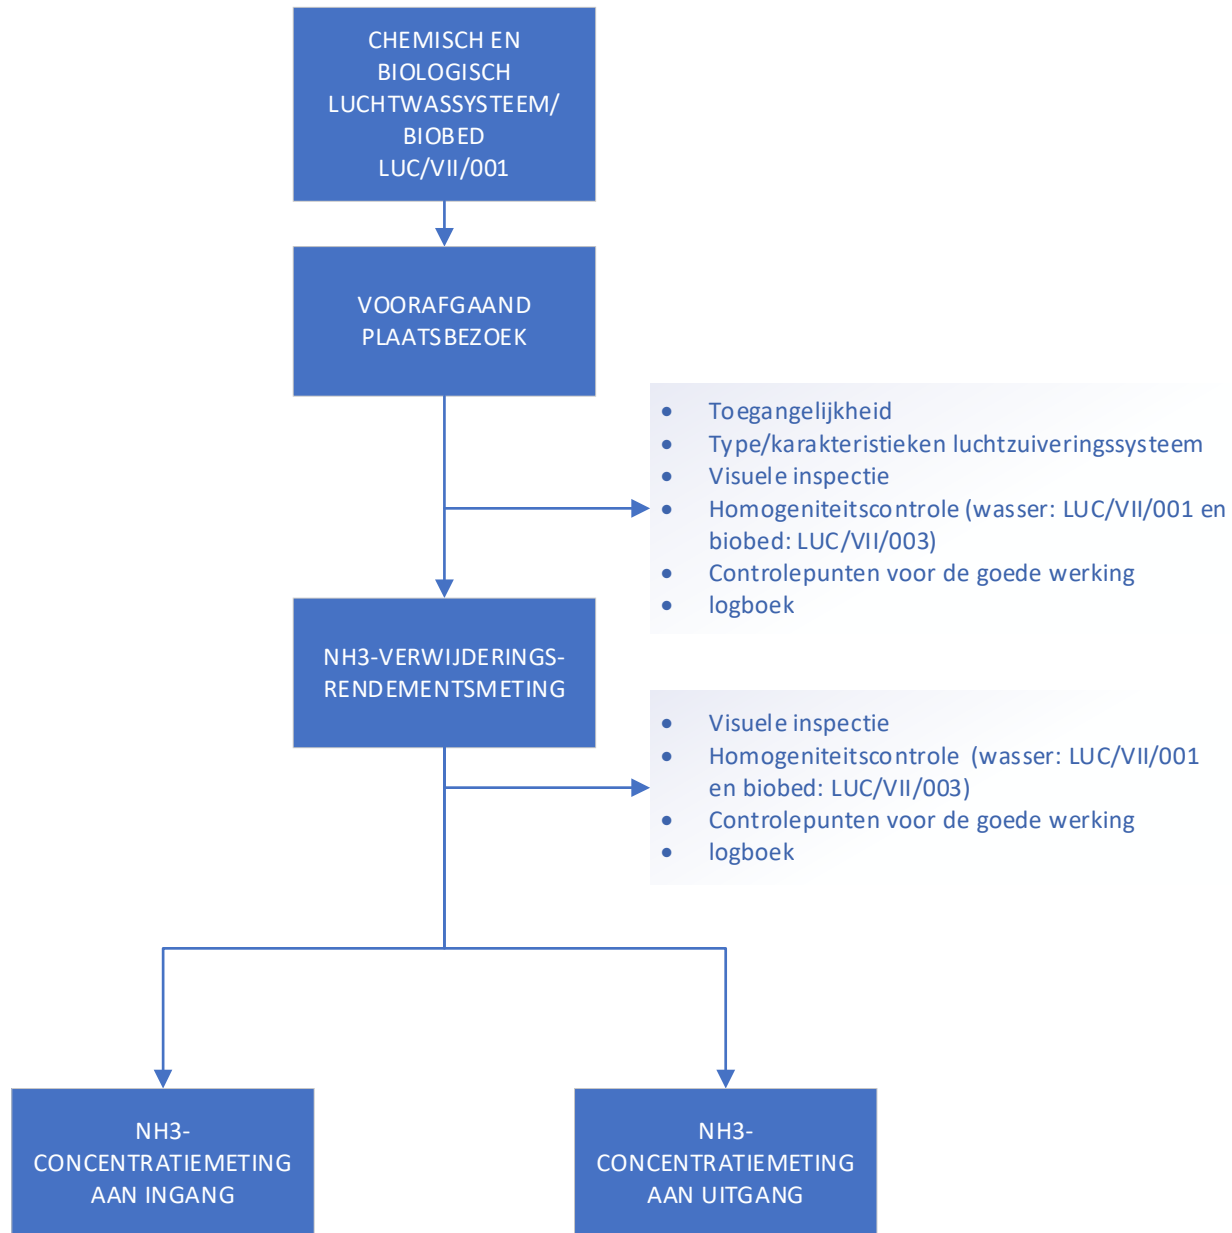 CHEMISCH EN
BIOLOGISCH
LUCHTWASSYSTEEM/
BIOBED
LUC/VII/001
VOORAFGAAND
PLAATSBEZOEK
• Toegangelijkheid
• Type/karakteristieken luchtzuiveringssysteem
• Visuele inspectie
• Homogeniteitscontrole (wasser: LUC/VII/001 en
biobed: LUC/VII/003)
• Controlepunten voor de goede werking
• logboek
NH3-VERWIJDERINGS-
RENDEMENTSMETING
• Visuele inspectie
• Homogeniteitscontrole (wasser: LUC/VII/001
en biobed: LUC/VII/003)
• Controlepunten voor de goede werking
• logboek
NH3-
CONCENTRATIEMETING
AAN INGANG
NH3-
CONCENTRATIEMETING
AAN UITGANG